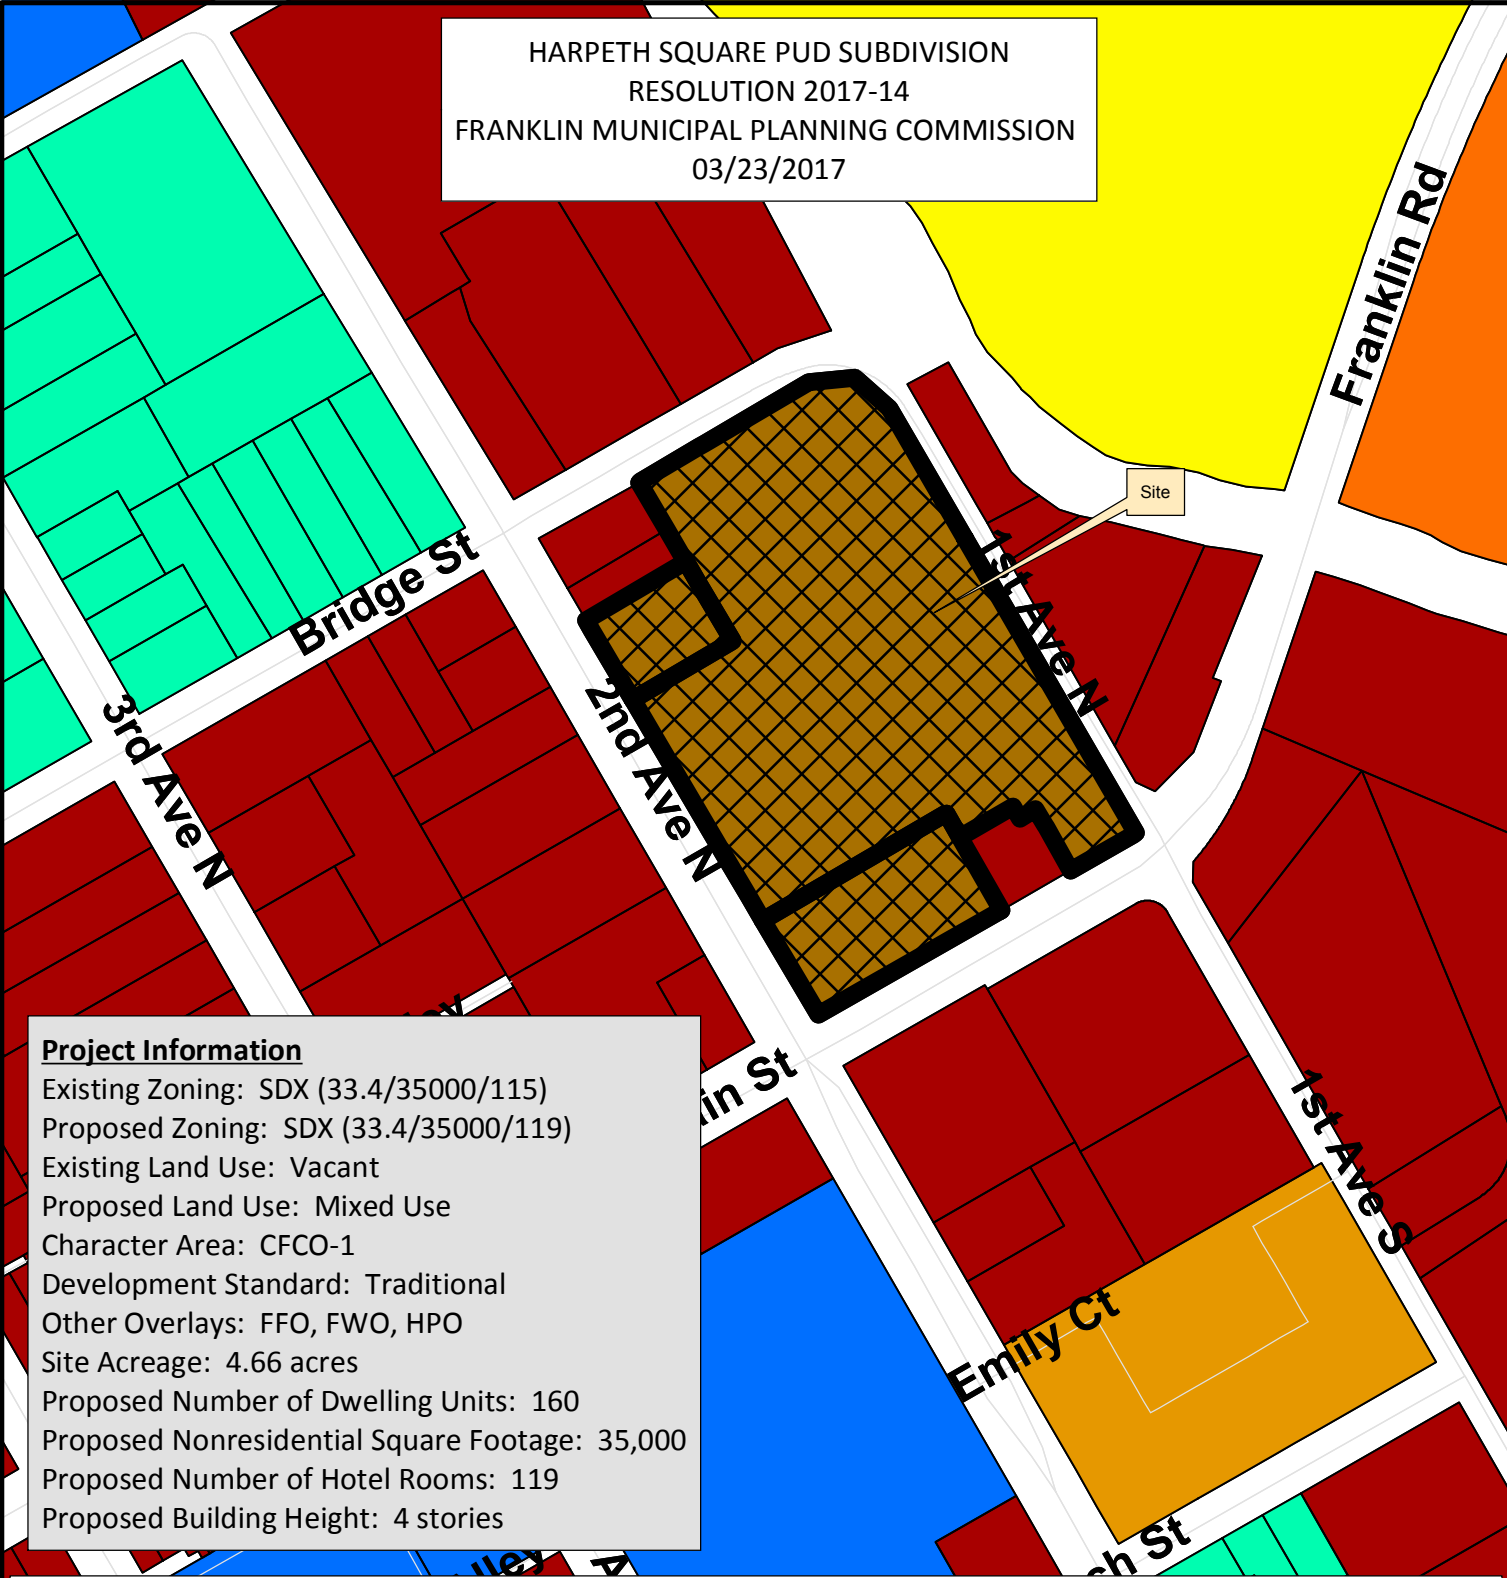 HARPETH SQUARE PUD SUBDIVISION
RESOLUTION 2017-14
FRANKLIN MUNICIPAL PLANNING COMMISSION
03/23/2017
Franklin Rd
Site
Bridge St
1st Ave N
2nd Ave N
3rd Ave N
St
1st Ave S
Emily Ct
St
Project Information
Existing Zoning: SDX (33.4/35000/115)
Proposed Zoning: SDX (33.4/35000/119)
Existing Land Use: Vacant
Proposed Land Use: Mixed Use
Character Area: CFCO-1
Development Standard: Traditional
Other Overlays: FFO, FWO, HPO
Site Acreage: 4.66 acres
Proposed Number of Dwelling Units: 160
Proposed Nonresidential Square Footage: 35,000
Proposed Number of Hotel Rooms: 119
Proposed Building Height: 4 stories